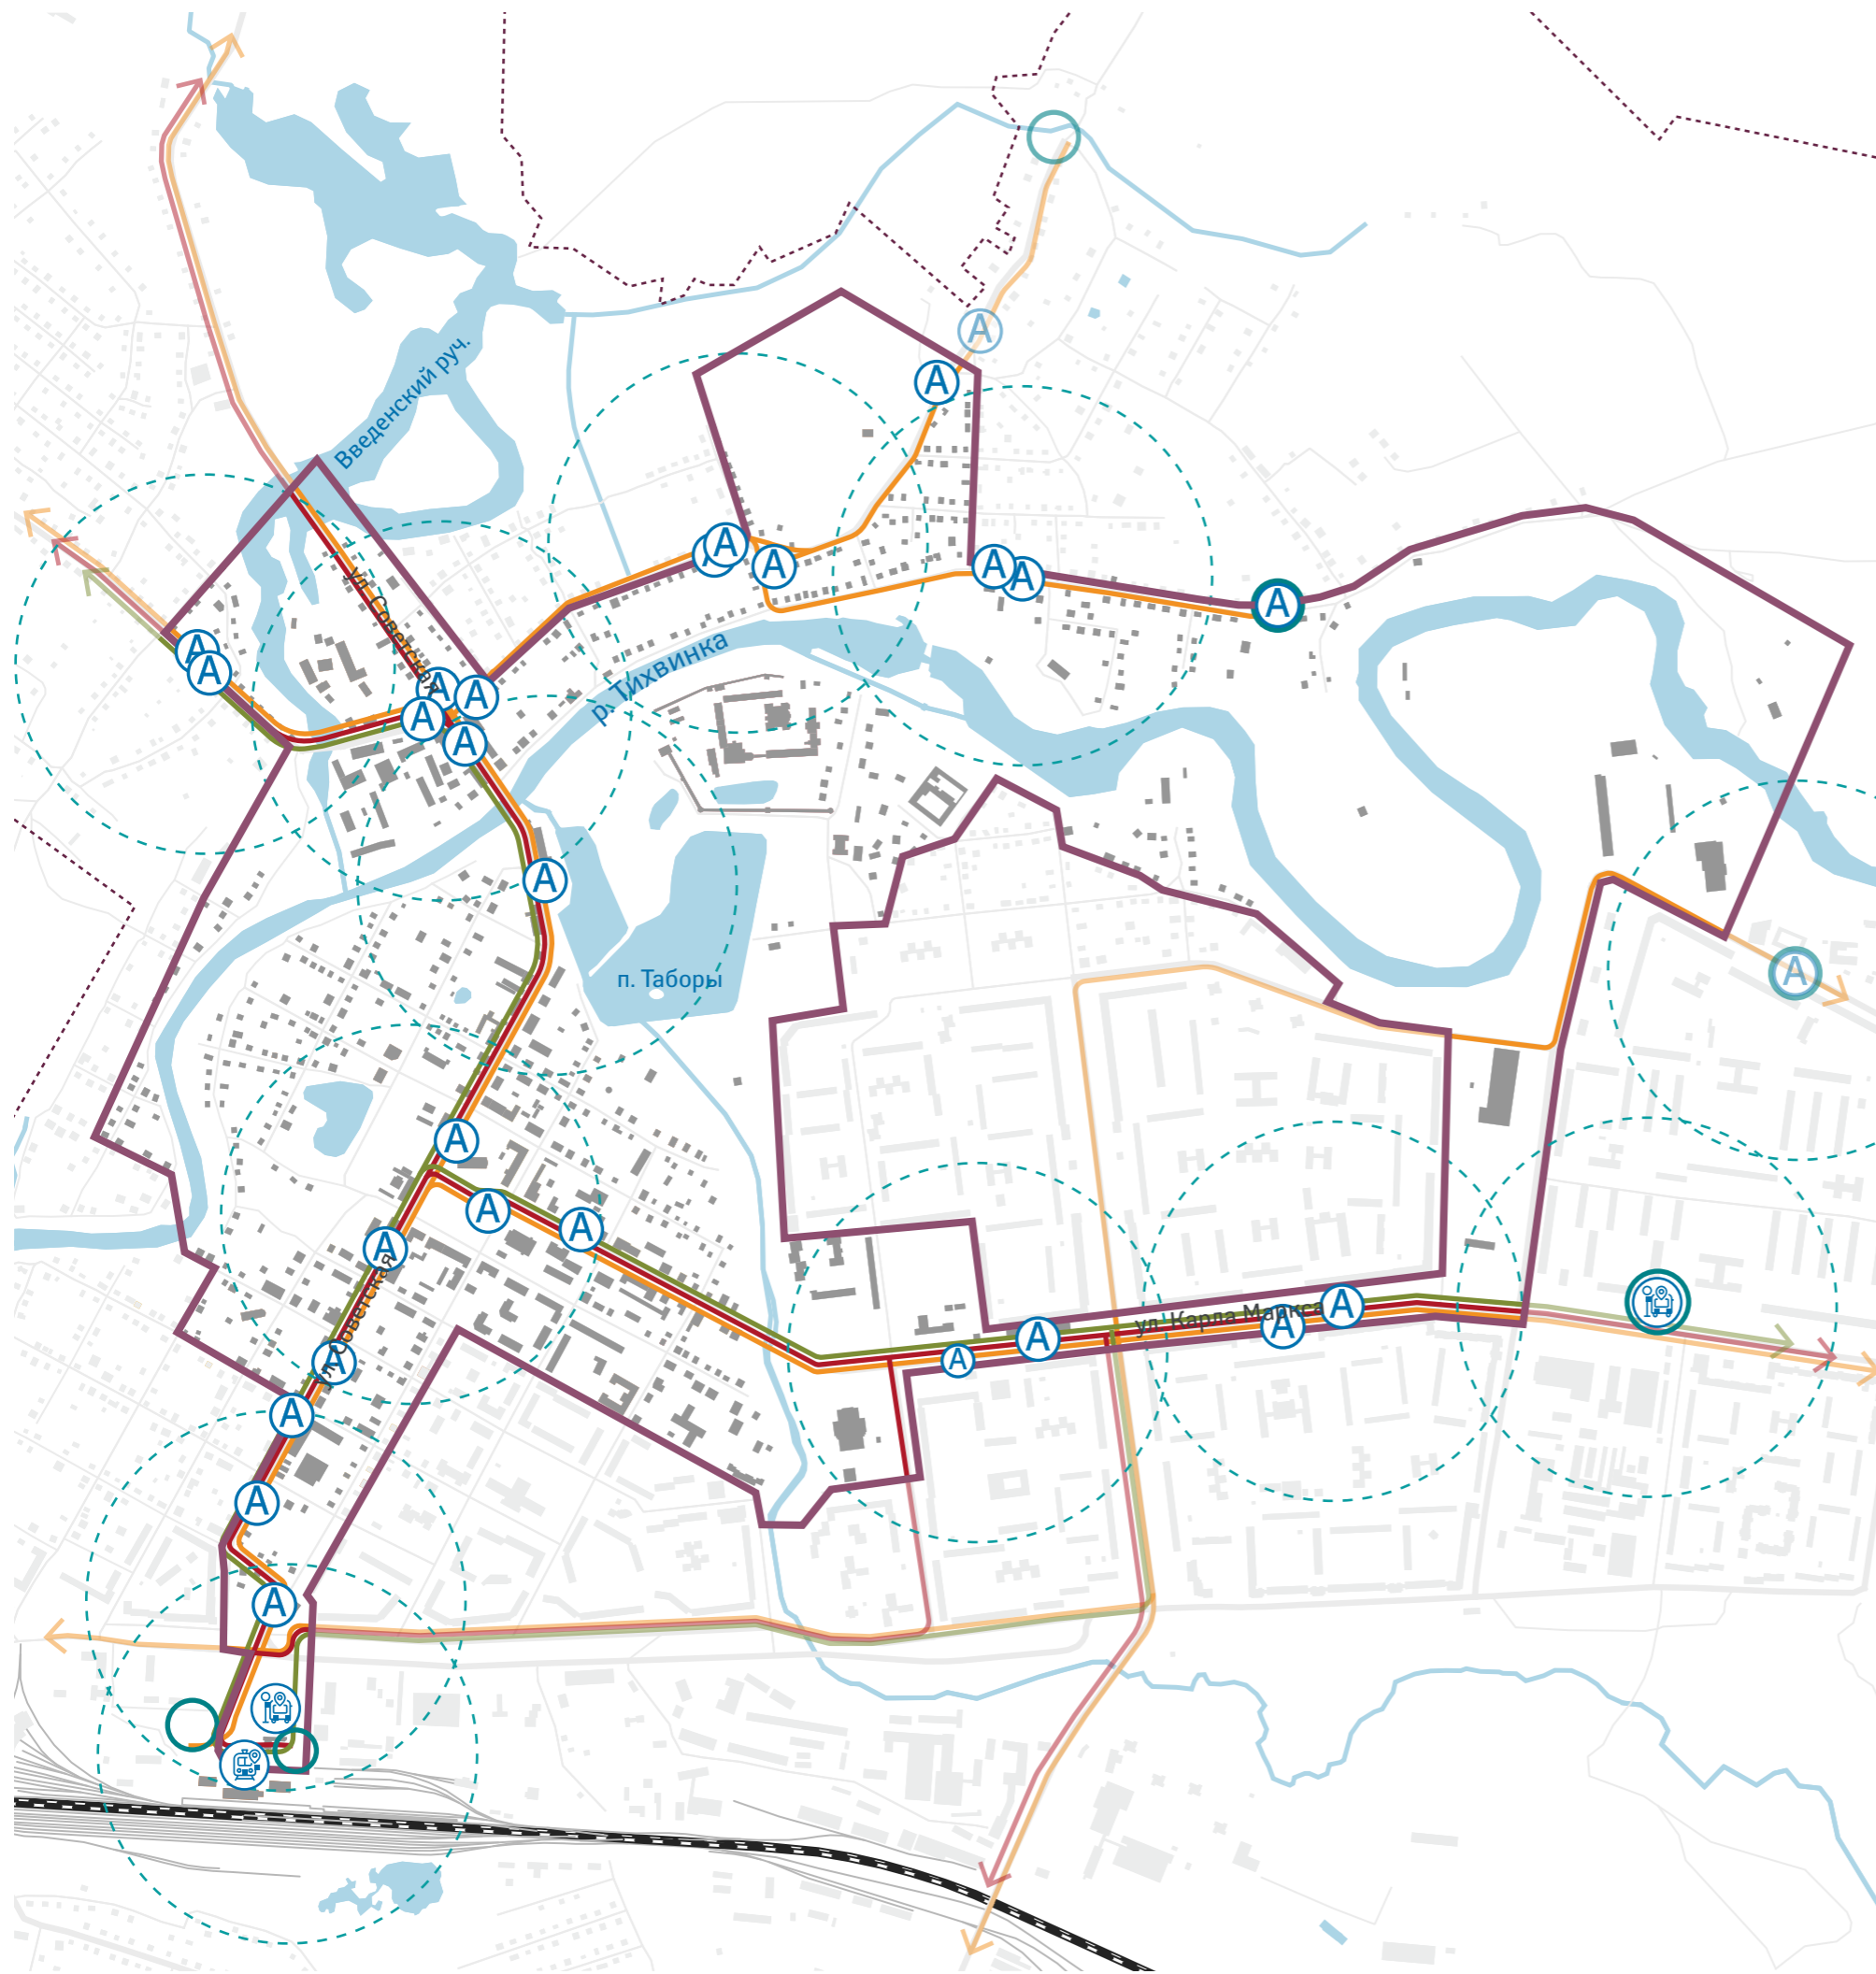 А
А
Введенский руч.
А
А
А
А
А
ул. Советская
А
А
р. Тихвинка
А
А
А
А
А
А
А
п. Таборы
А
А
А
А
А
ул. Карла Маркса
А
А
А
А
А
ул. Советская
А
А
А